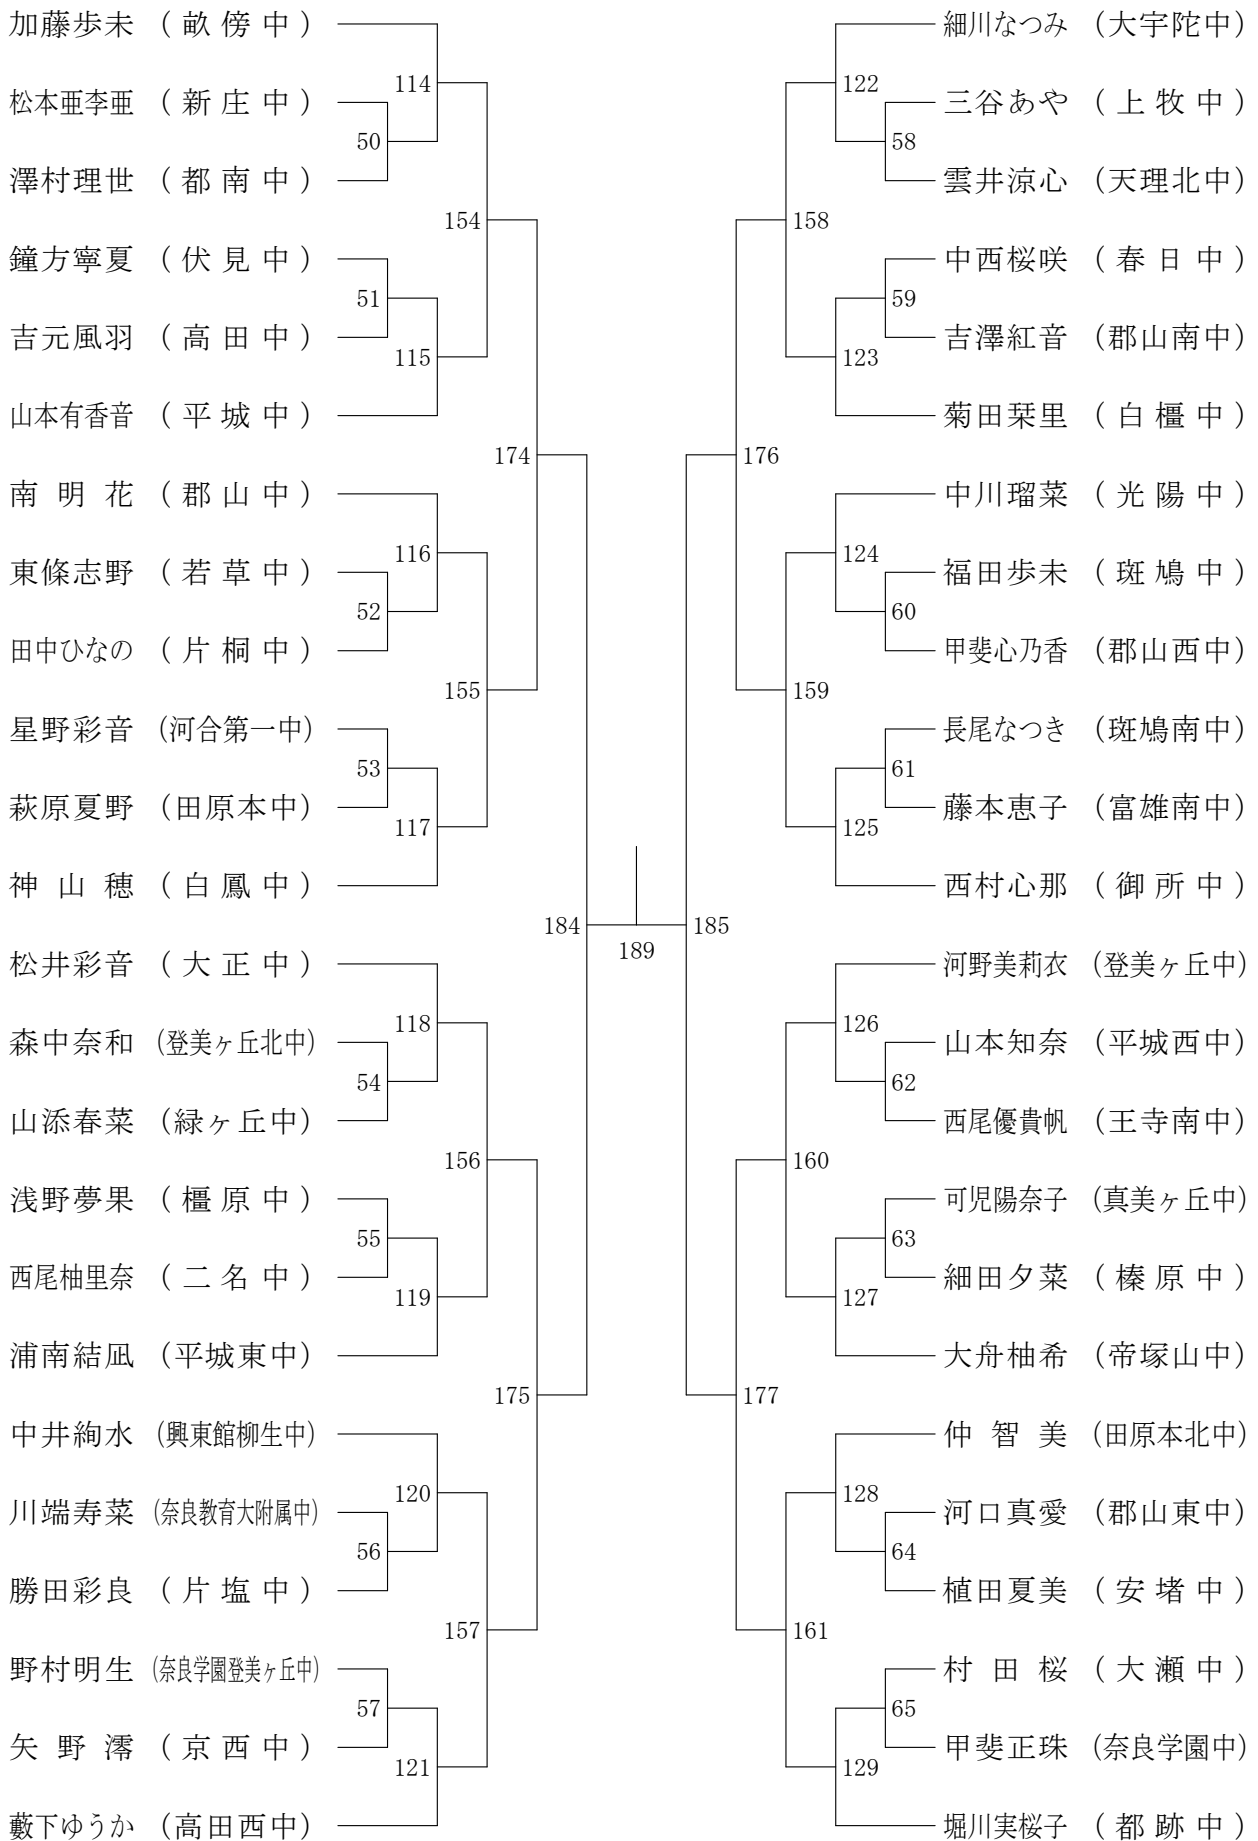 加藤歩未 (畝傍中)
松本亜李亜 (新庄中)
澤村理世 (都南中)
鐘方寧夏 (伏見中)
吉元風羽 (高田中)
山本有香音 (平城中)
南明花 (郡山中)
東條志野 (若草中)
田中ひなの (片桐中)
星野彩音 (河合第一中)
萩原夏野 (田原本中)
神山穂 (白鳳中)
松井彩音 (大正中)
森中奈和 (登美ヶ丘北中)
山添春菜 (緑ヶ丘中)
浅野夢果 (橿原中)
西尾柚里奈 (二名中)
浦南結凪 (平城東中)
中井絢水 (興東館柳生中)
川端寿菜 (奈良教育大附属中)
勝田彩良 (片塩中)
野村明生 (奈良学園登美ヶ丘中)
矢野澪 (京西中)
藪下ゆうか (高田西中)
50
51
52
53
54
55
56
57
114
115
116
117
118
119
120
121
154
155
156
157
174
175
184
189
185
176
177
158
159
160
161
122
123
124
125
126
127
128
129
58
59
60
61
62
63
64
65
細川なつみ (大宇陀中)
三谷あや (上牧中)
雲井涼心 (天理北中)
中西桜咲 (春日中)
吉澤紅音 (郡山南中)
菊田栞里 (白橿中)
中川瑠菜 (光陽中)
福田歩未 (斑鳩中)
甲斐心乃香 (郡山西中)
長尾なつき (斑鳩南中)
藤本恵子 (富雄南中)
西村心那 (御所中)
河野美莉衣 (登美ヶ丘中)
山本知奈 (平城西中)
西尾優貴帆 (王寺南中)
可児陽奈子 (真美ヶ丘中)
細田夕菜 (榛原中)
大舟柚希 (帝塚山中)
仲智美 (田原本北中)
河口真愛 (郡山東中)
植田夏美 (安堵中)
村田桜 (大瀬中)
甲斐正珠 (奈良学園中)
堀川実桜子 (都跡中)